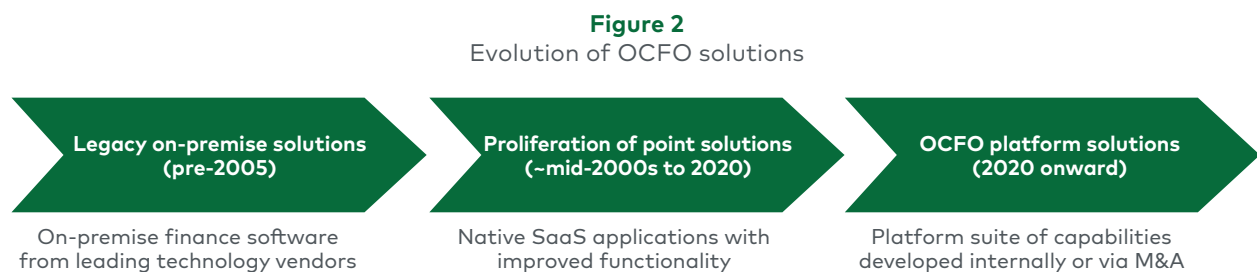 Figure 2
Evolution of OCFO solutions
Legacy on-premise solutions
(pre-2005)
On-premise finance software
from leading technology vendors
Proliferation of point solutions
(~mid-2000s to 2020)
Native SaaS applications with
improved functionality
OCFO platform solutions
(2020 onward)
Platform suite of capabilities
developed internally or via M&A